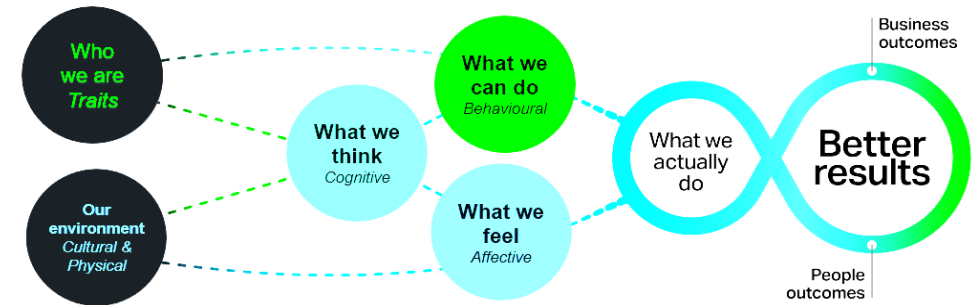 Who
we are
Traits
Our
environment
Cultural &
Physical
What we
think
Cognitive
What we
can do
Behavioural
What we
feel
Affective
What we
actually
do
Business
outcomes
Better
results
People
outcomes